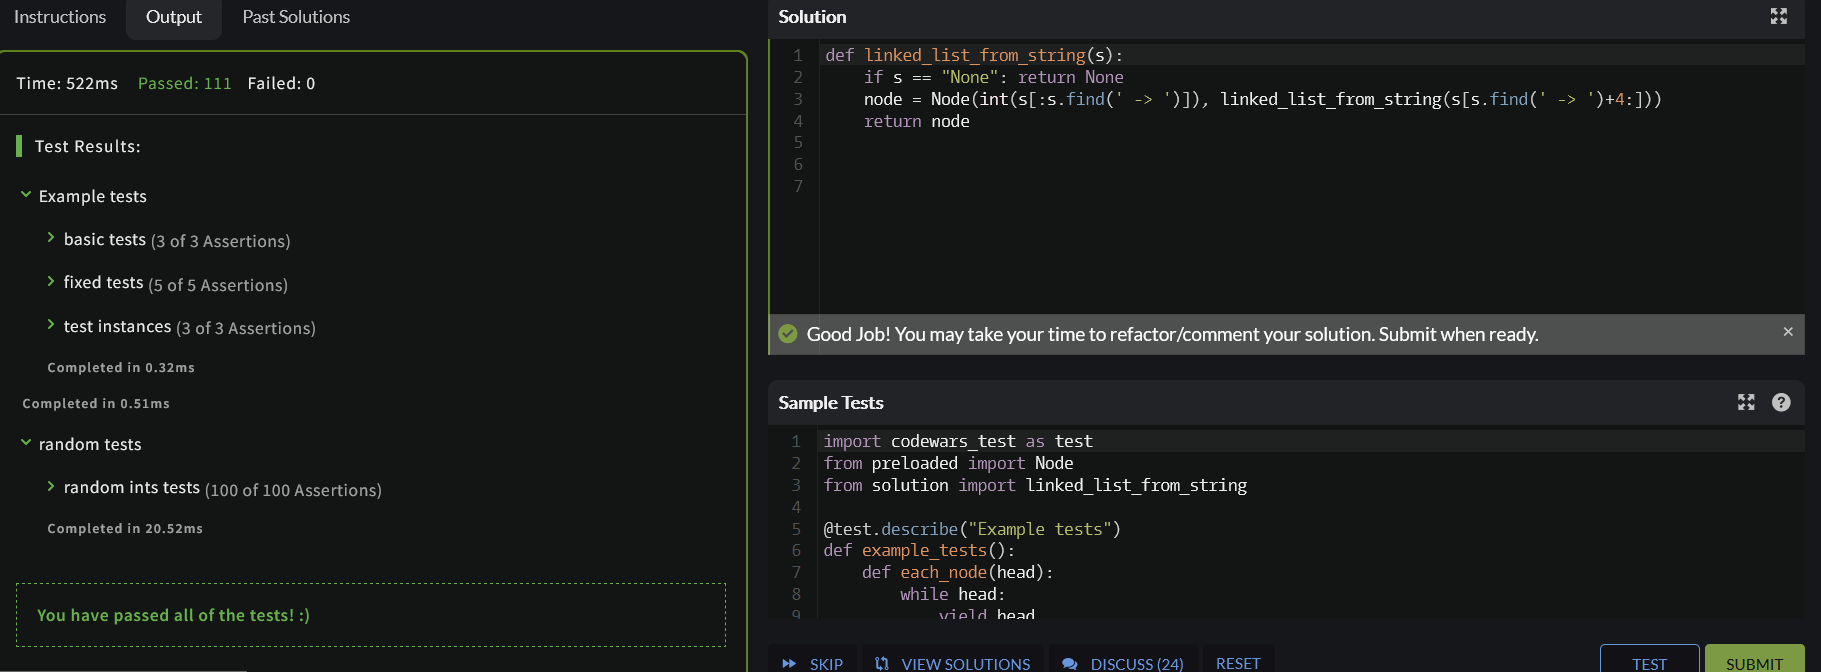 Instructions
Output
Past Solutions
Time: 522ms Passed: 111 Failed: 0
Test Results:
Example tests
basic tests (3 of 3 Assertions)
fixed tests (5 of 5 Assertions)
test instances (3 of 3 Assertions)
Completed in 0.32ms
Completed in 0.51ms
random tests
random ints tests (100 of 100 Assertions)
Completed in 20.52ms
You have passed all of the tests! :)
Solution
1 def linked_list_from_string(s):
2     if s == "None": return None
3     node = Node(int(s[:s.find(' -> ')]), linked_list_from_string(s[s.find(' -> ')+4:]))
4     return node
5
6
7
Good Job! You may take your time to refactor/comment your solution. Submit when ready.
Sample Tests
1 import codewars_test as test
2 from preloaded import Node
3 from solution import linked_list_from_string
4
5 @test.describe("Example tests")
6 def example_tests():
7     def each_node(head):
8         while head:
9             yield head
SKIP
VIEW SOLUTIONS
DISCUSS (24)
RESET
TEST
SUBMIT